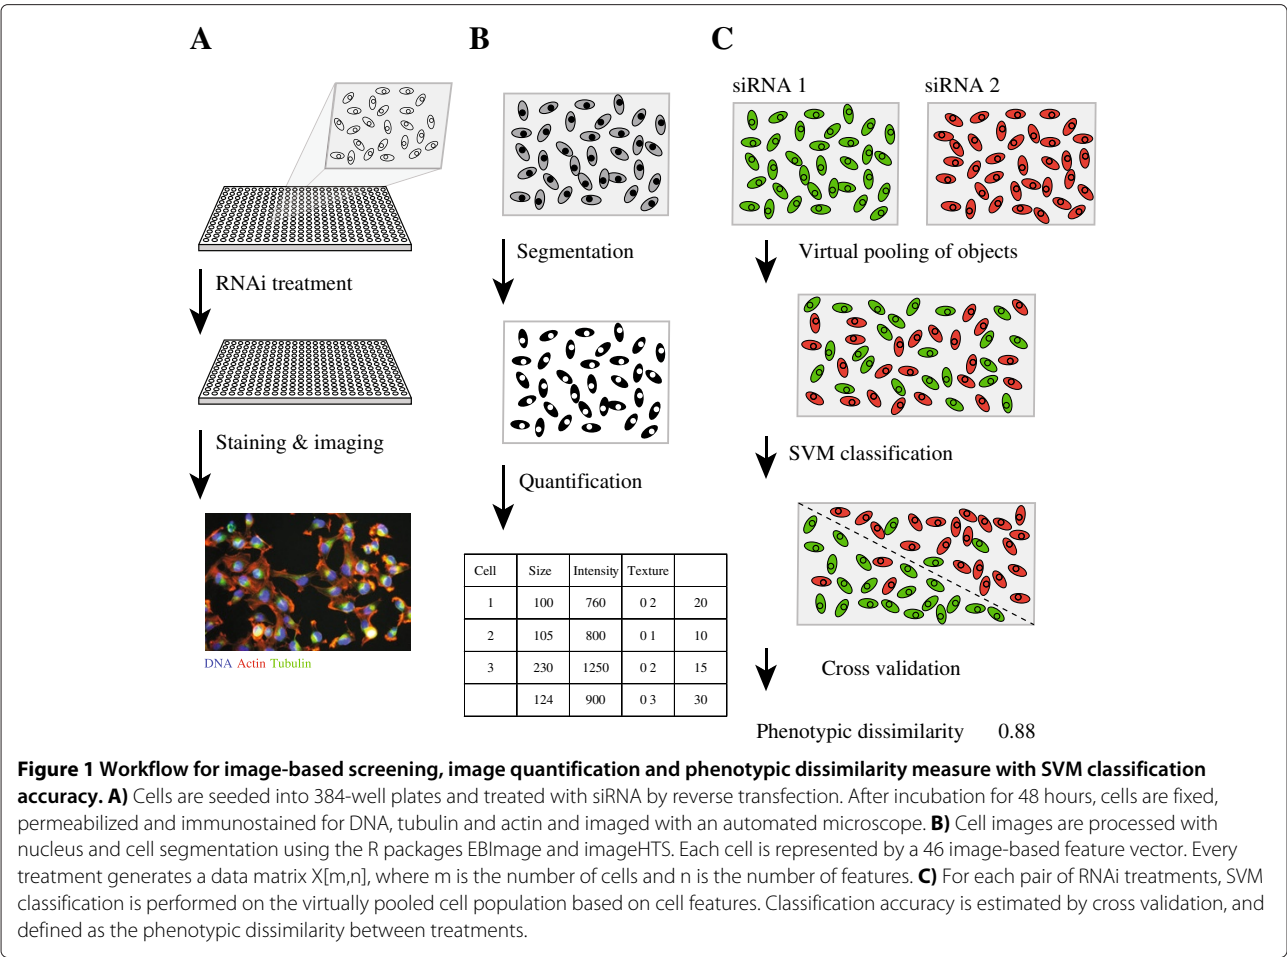 A
B
C
siRNA 1
siRNA 2
RNAi treatment
Staining & imaging
DNA Actin Tubulin
Segmentation
Quantification
Cell Size Intensity Texture
1 100 760 0 2 20
2 105 800 0 1 10
3 230 1250 0 2 15
124 900 0 3 30
Virtual pooling of objects
SVM classification
Cross validation
Phenotypic dissimilarity 0.88
Figure 1 Workflow for image-based screening, image quantification and phenotypic dissimilarity measure with SVM classification
accuracy. A) Cells are seeded into 384-well plates and treated with siRNA by reverse transfection. After incubation for 48 hours, cells are fixed,
permeabilized and immunostained for DNA, tubulin and actin and imaged with an automated microscope. B) Cell images are processed with
nucleus and cell segmentation using the R packages EBImage and imageHTS. Each cell is represented by a 46 image-based feature vector. Every
treatment generates a data matrix X[m,n], where m is the number of cells and n is the number of features. C) For each pair of RNAi treatments, SVM
classification is performed on the virtually pooled cell population based on cell features. Classification accuracy is estimated by cross validation, and
defined as the phenotypic dissimilarity between treatments.